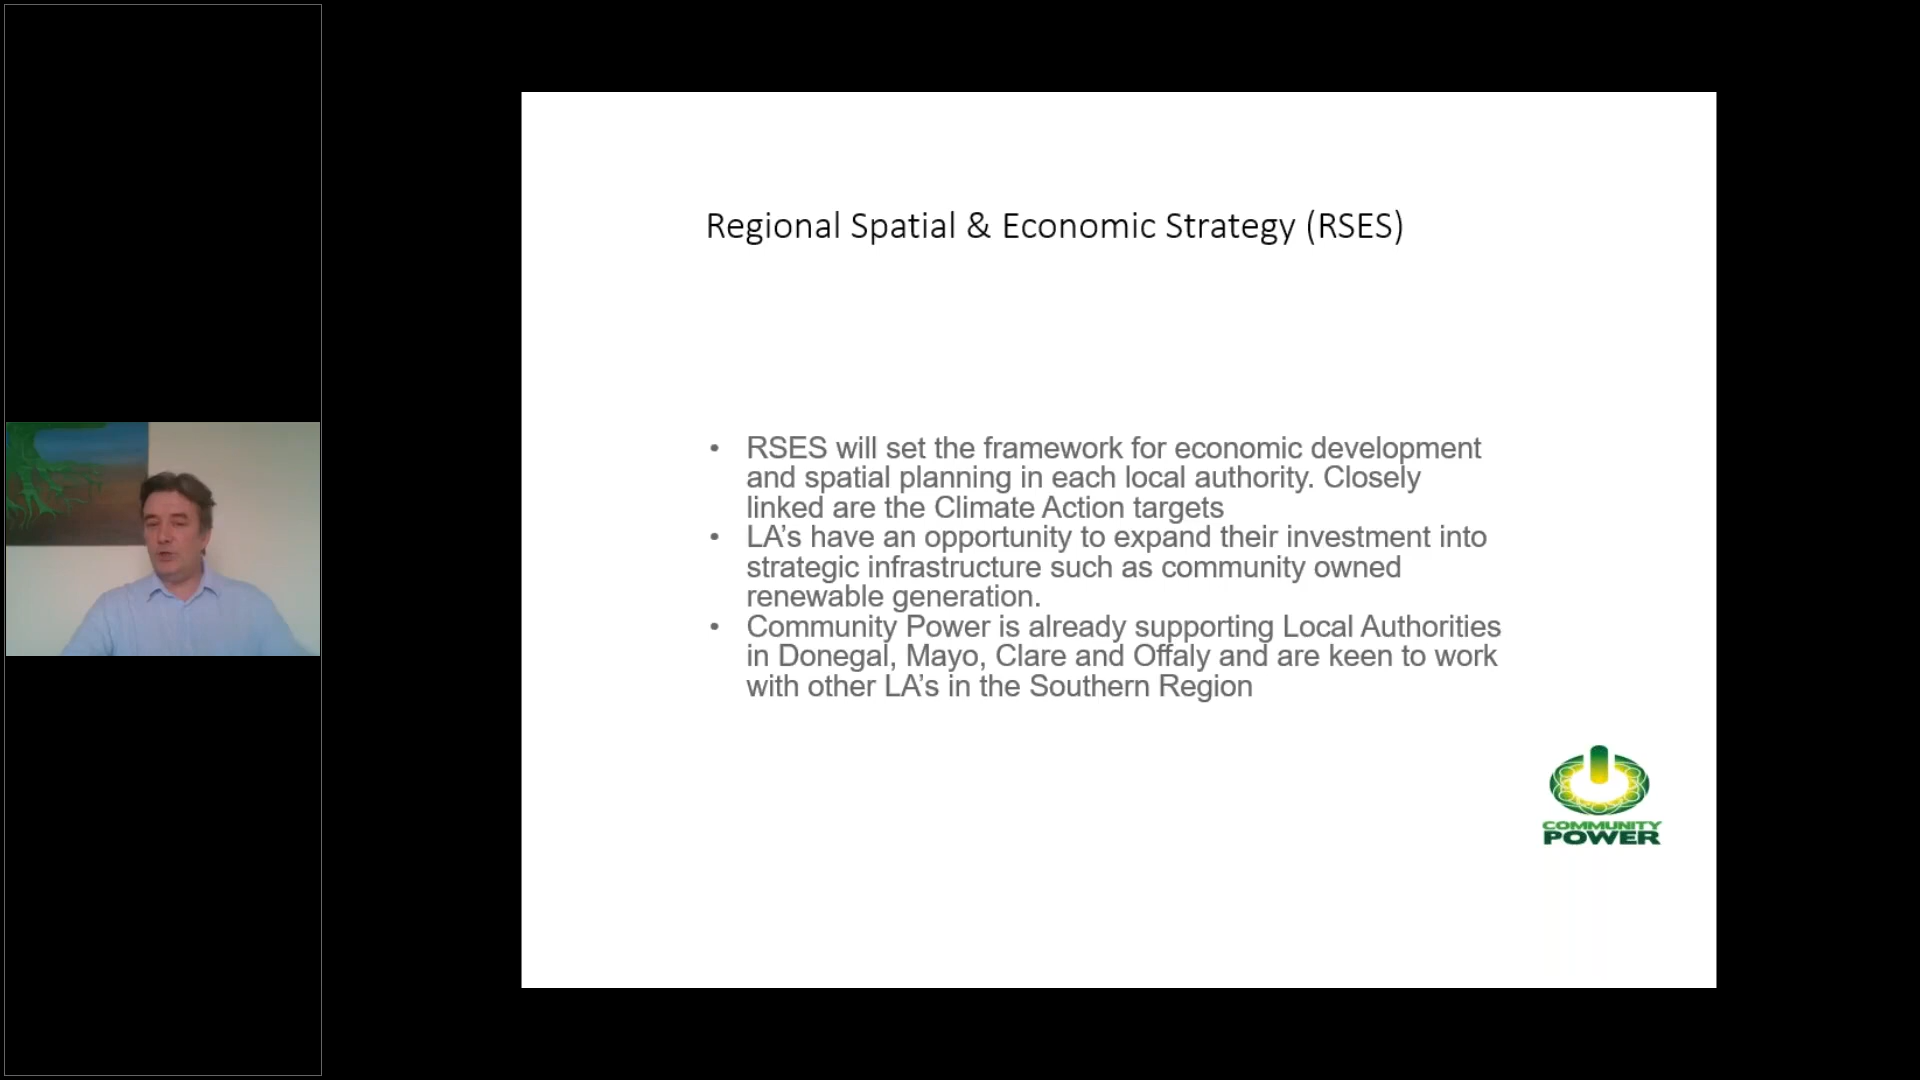 Regional Spatial & Economic Strategy (RSES)
• RSES will set the framework for economic development
and spatial planning in each local authority. Closely
linked are the Climate Action targets
• LA’s have an opportunity to expand their investment into
strategic infrastructure such as community owned
renewable generation.
• Community Power is already supporting Local Authorities
in Donegal, Mayo, Clare and Offaly and are keen to work
with other LA’s in the Southern Region
COMMUNITY
POWER